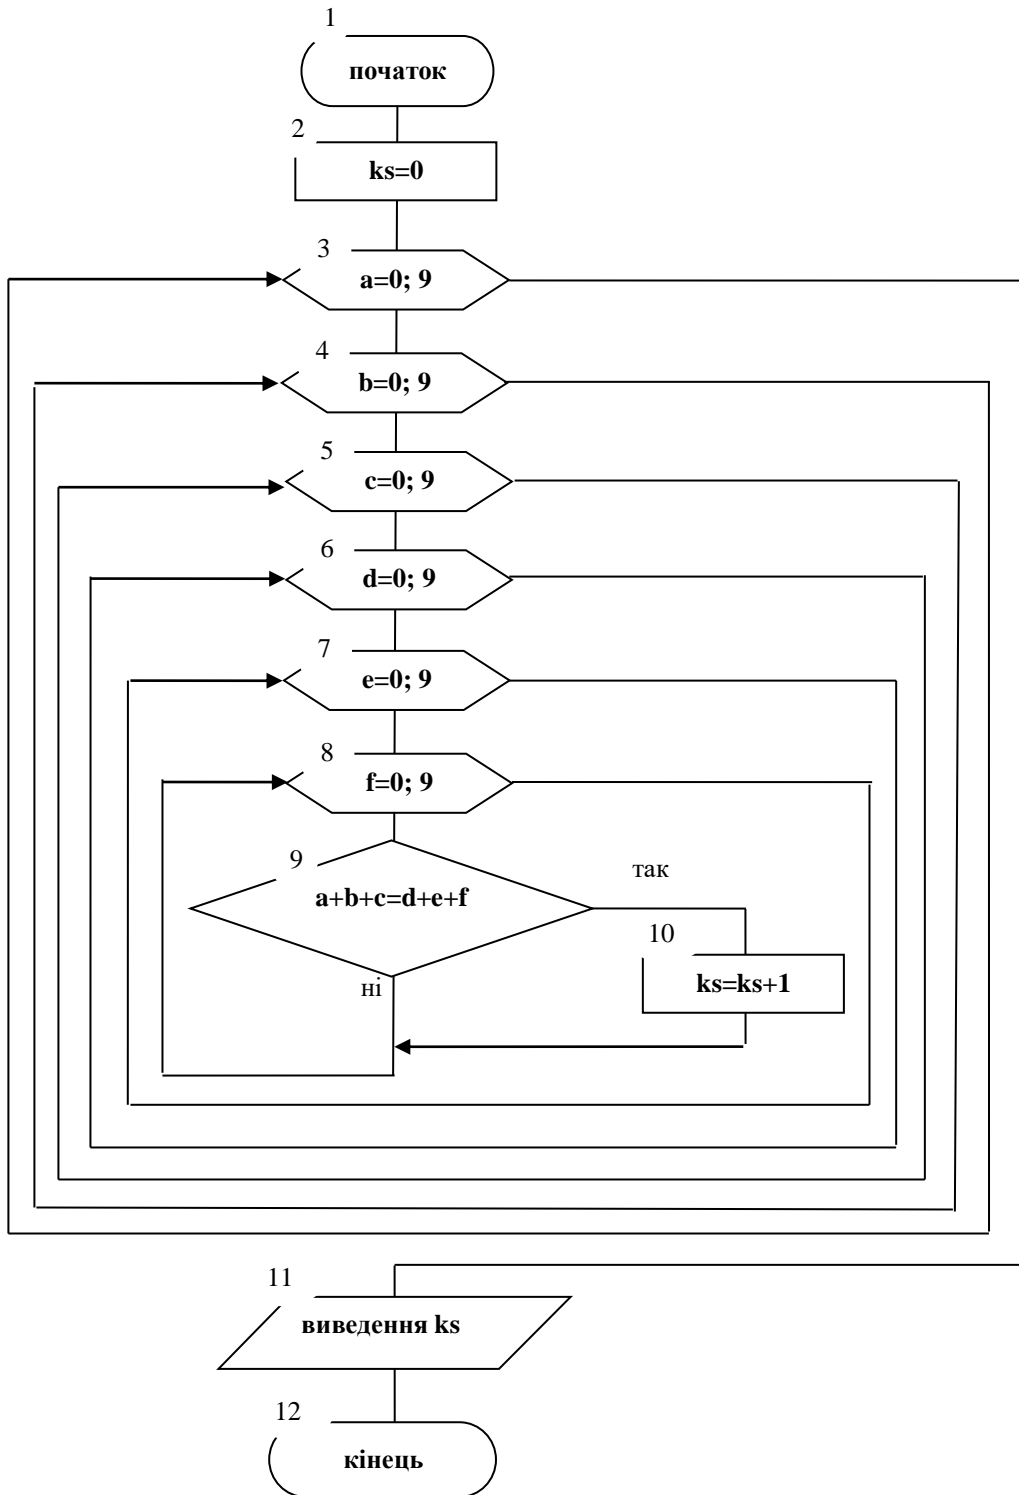 1
початок
2
ks=0
3
a=0; 9
4
b=0; 9
5
c=0; 9
6
d=0; 9
7
e=0; 9
8
f=0; 9
9
a+b+c=d+e+f
так
10
ks=ks+1
ні
11
виведення ks
12
кінець